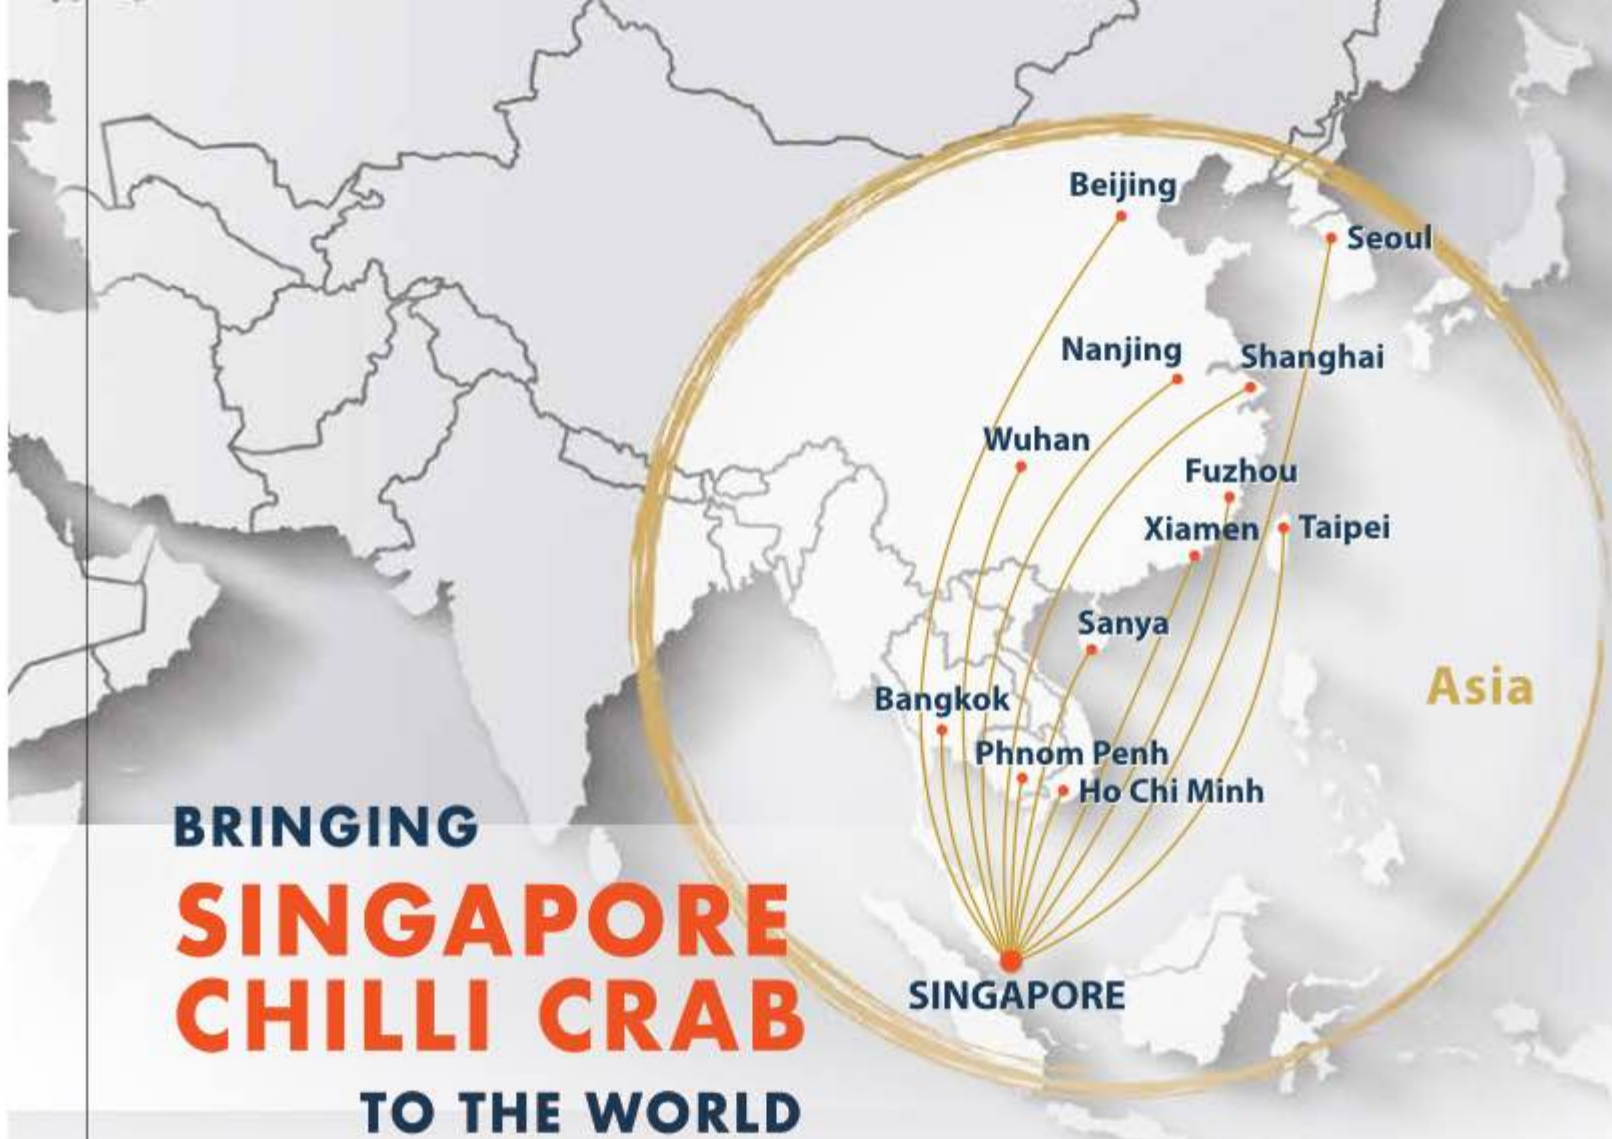 Beijing
Seoul
Nanjing
Shanghai
Wuhan
Fuzhou
Xiamen
Taipei
Sanya
Asia
Bangkok
Phnom Penh
Ho Chi Minh
SINGAPORE
BRINGING
SINGAPORE
CHILLI CRAB
TO THE WORLD